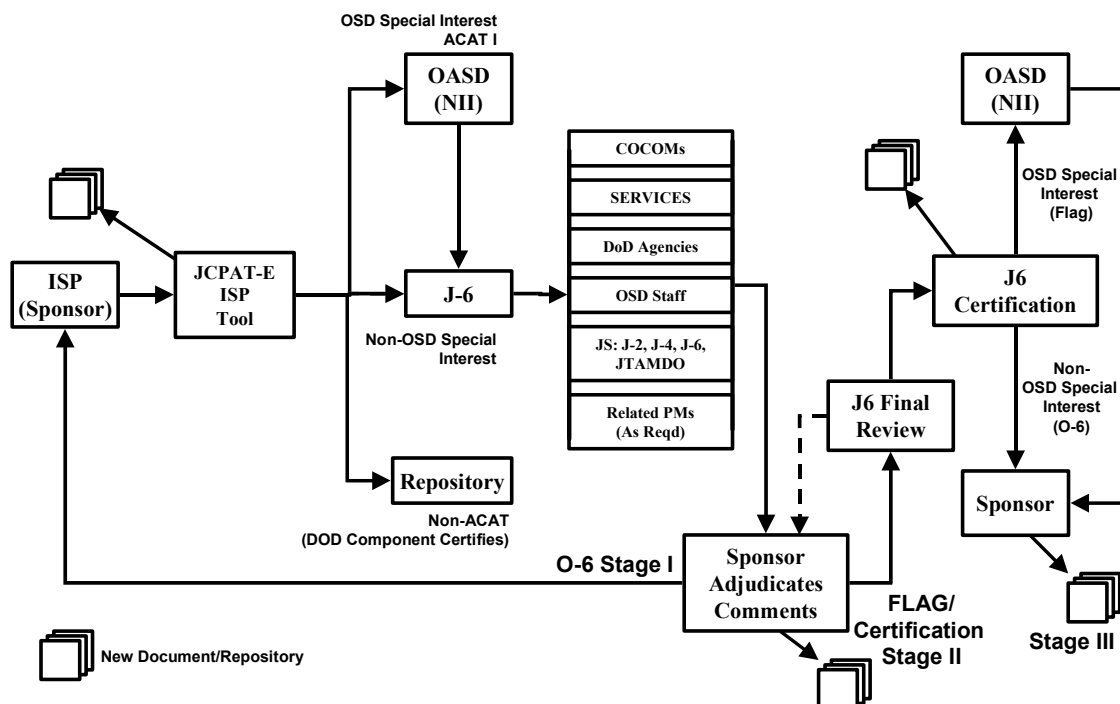 OSD Special Interest
ACAT I
OASD
(NII)
OASD
(NII)
COCOMs
SERVICES
DoD Agencies
OSD Staff
JS: J-2, J-4, J-6,
JTAMDO
Related PMs
(As Reqd)
OSD Special
Interest
(Flag)
ISP
(Sponsor)
JCPAT-E
ISP
Tool
J-6
Non-OSD Special
Interest
J6
Certification
Non-
OSD Special
Interest
(O-6)
J6 Final
Review
Repository
Non-ACAT
(DOD Component Certifies)
Sponsor
O-6 Stage I
Sponsor
Adjudicates
Comments
FLAG/
Certification
Stage II
Stage III
New Document/Repository